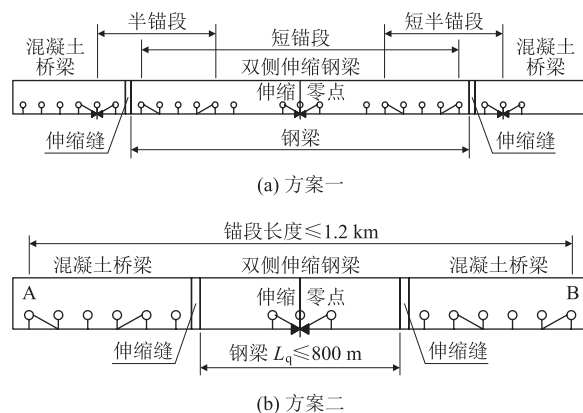 半锚段
短半锚段
混凝土
桥梁
短锚段
混凝土
桥梁
双侧伸缩钢梁
伸缩 零点
伸缩缝
钢梁
伸缩缝
(a) 方案一
锚段长度≤1.2 km
混凝土桥梁
双侧伸缩钢梁
混凝土桥梁
A
伸缩 零点
B
伸缩缝
钢梁 Lq≤800 m
伸缩缝
(b) 方案二